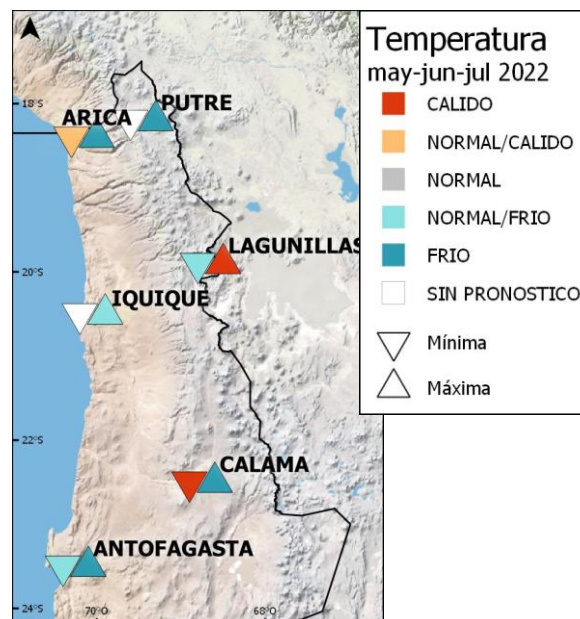 Temperatura
may-jun-jul 2022
CALIDO
NORMAL/CALIDO
NORMAL
NORMAL/FRIO
FRIO
SIN PRONOSTICO
Mínima
Máxima
18°S
PUTRE
ARICA
LAGUNILLAS
20°S
IQUIQUE
22°S
CALAMA
ANTOFAGASTA
24°S
70°O
68°O